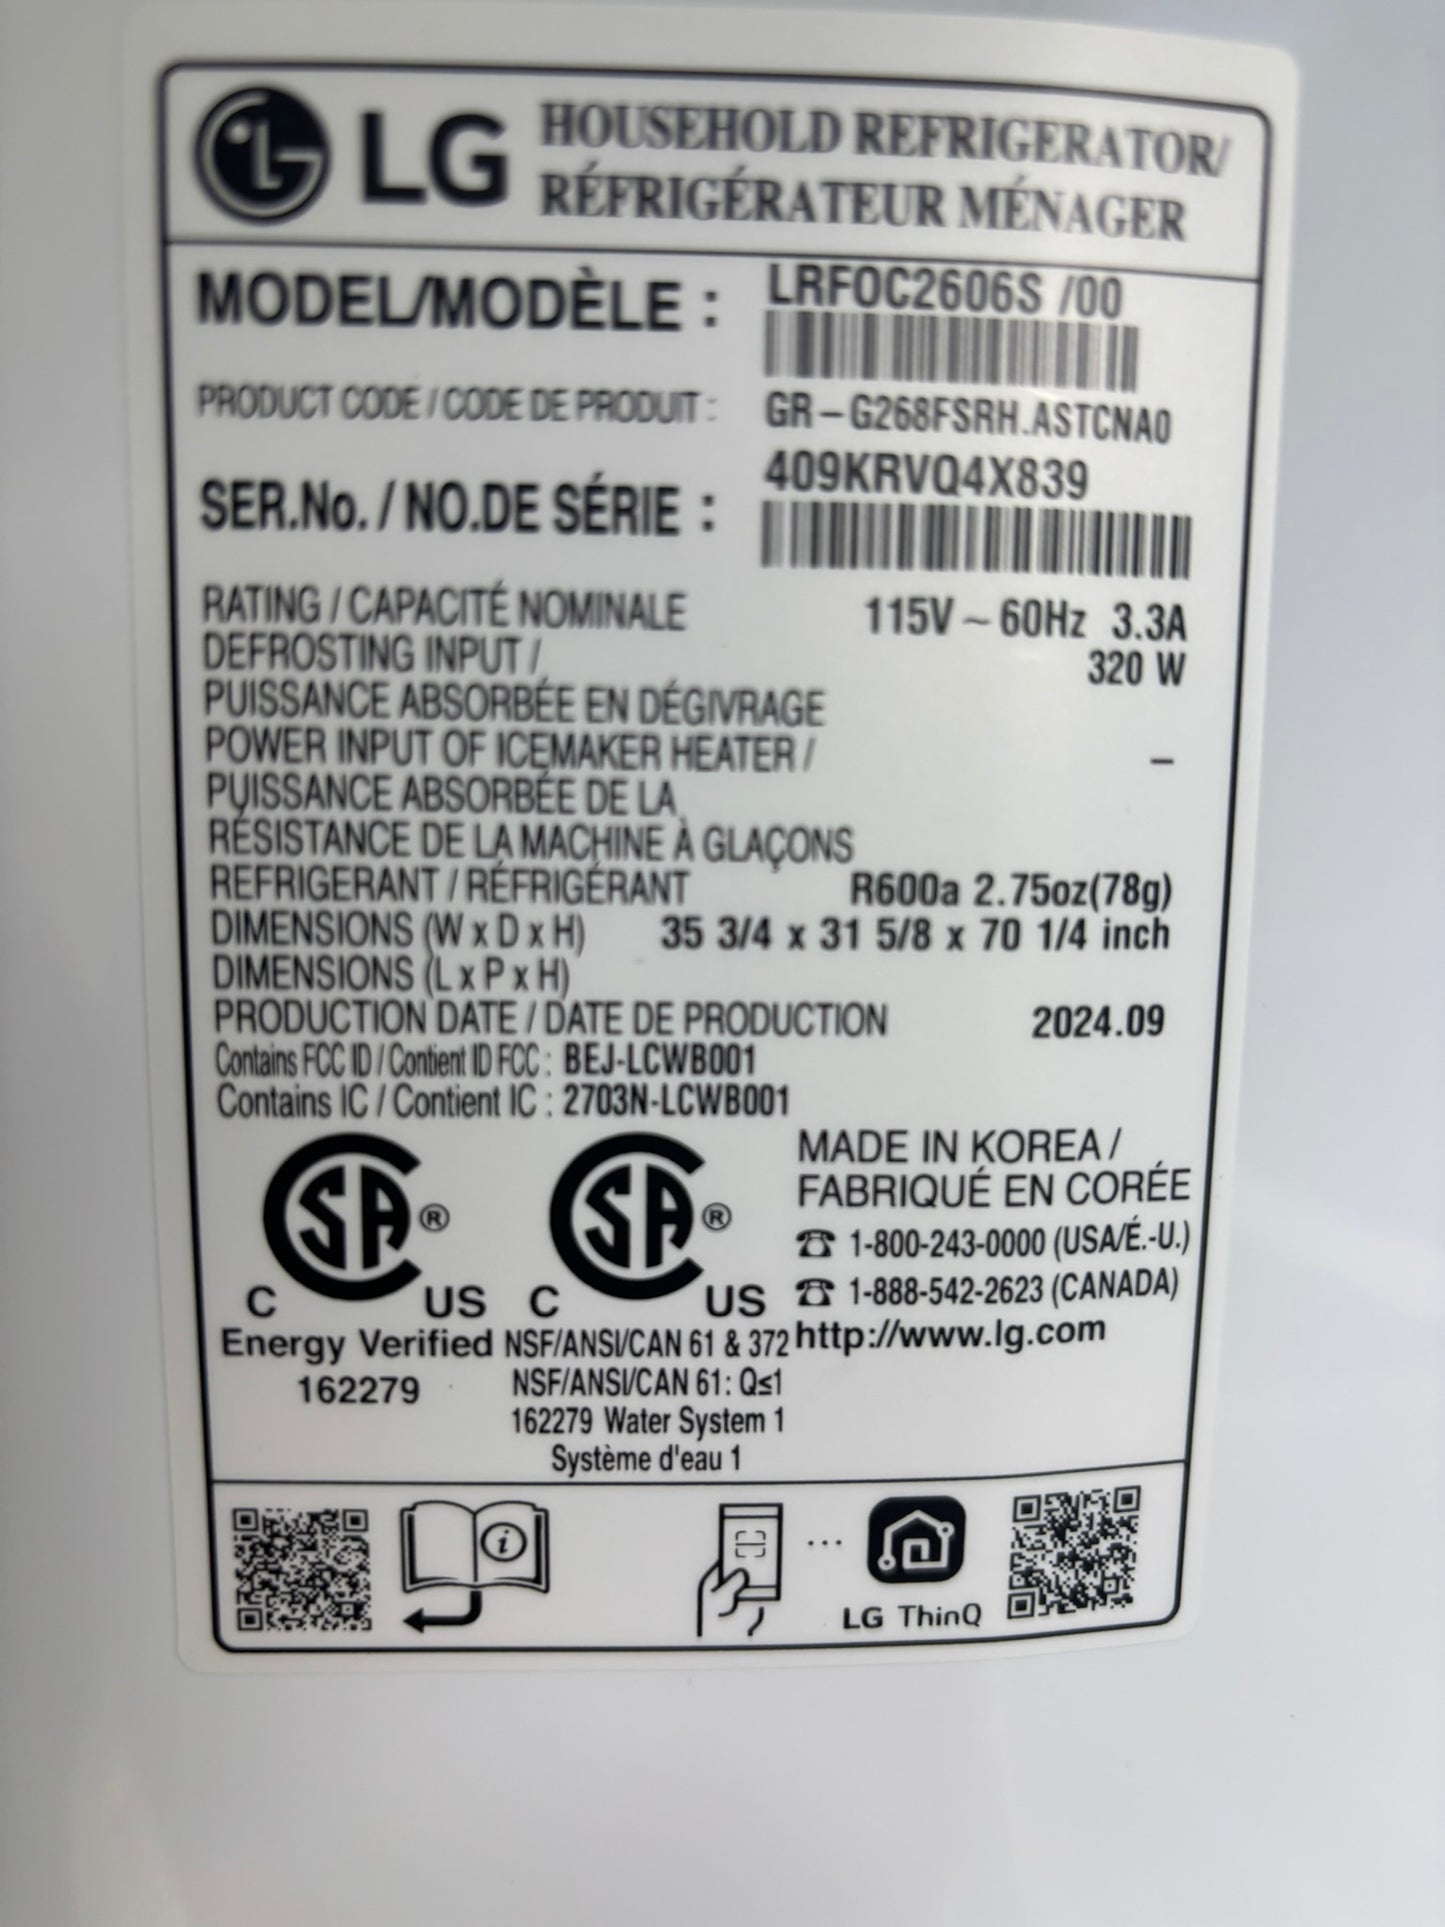 LG HOUSEHOLD REFRIGERATOR/
RÉFRIGÉRATEUR MÉNAGER
MODEL/MODÈLE : LRFOC2606S /00
PRODUCT CODE / CODE DE PRODUIT : GR-G268FSRH.ASTCNA0
SER.No. / NO.DE SÉRIE : 409KRVQ4X839
RATING / CAPACITÉ NOMINALE 115V ~ 60Hz 3.3A
DEFROSTING INPUT / 320 W
PUISSANCE ABSORBÉE EN DÉGIVRAGE
POWER INPUT OF ICEMAKER HEATER / -
PUISSANCE ABSORBÉE DE LA
RÉSISTANCE DE LA MACHINE À GLAÇONS
REFRIGERANT / RÉFRIGÉRANT R600a 2.75oz(78g)
DIMENSIONS (W x D x H) 35 3/4 x 31 5/8 x 70 1/4 inch
DIMENSIONS (L x P x H)
PRODUCTION DATE / DATE DE PRODUCTION 2024.09
Contains FCC ID / Contient ID FCC : BEJ-LCWB001
Contains IC / Contient IC : 2703N-LCWB001
SA ® C US
Energy Verified
162279
SA ® C US
NSF/ANSI/CAN 61 & 372
NSF/ANSI/CAN 61: Q≤1
162279 Water System 1
Système d'eau 1
MADE IN KOREA /
FABRIQUÉ EN CORÉE
☎ 1-800-243-0000 (USA/É.-U.)
☎ 1-888-542-2623 (CANADA)
http://www.lg.com
i
...
LG ThinQ